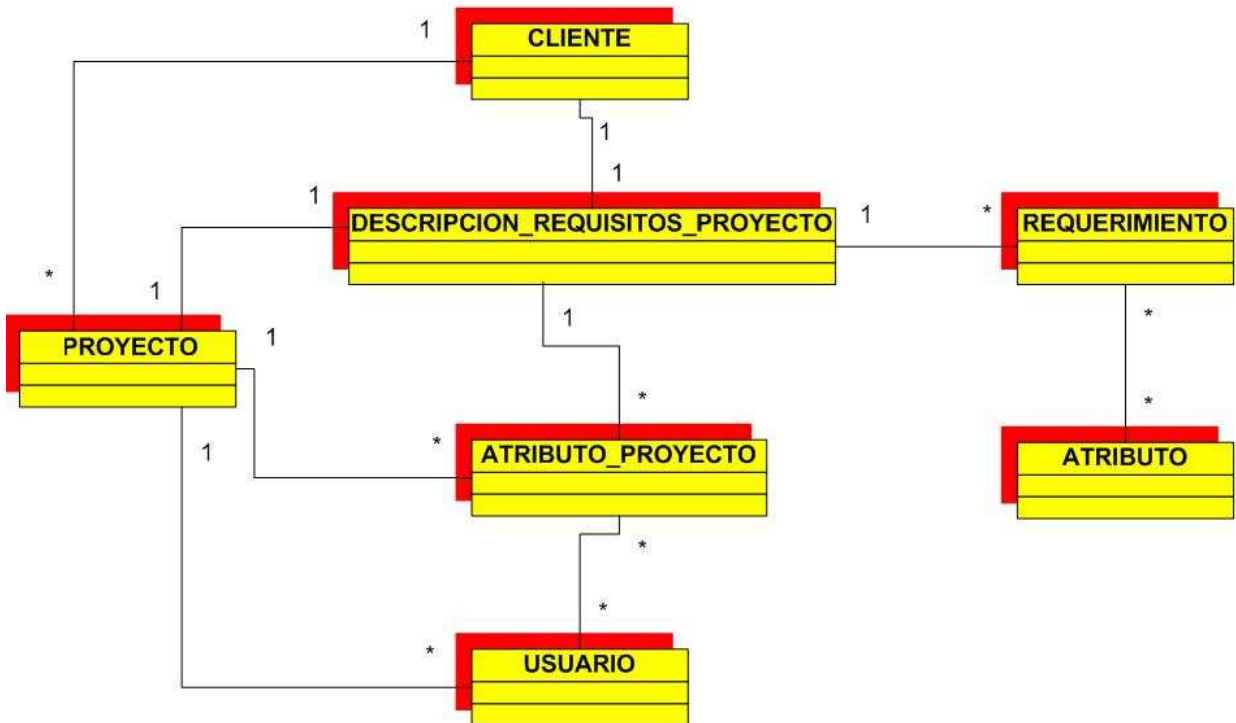 1
CLIENTE
1
1
1
DESCRIPCION_REQUISITOS_PROYECTO
1
*
REQUERIMIENTO
*
1
1
PROYECTO
1
*
*
*
*
ATRIBUTO_PROYECTO
ATRIBUTO
1
*
*
*
USUARIO